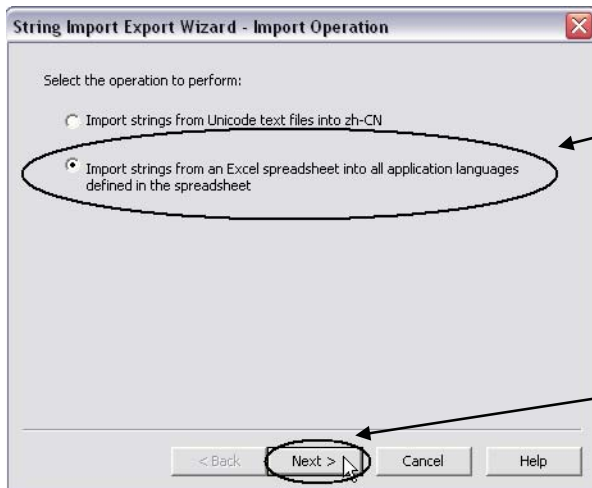 String Import Export Wizard - Import Operation
Select the operation to perform:
Import strings from Unicode text files into zh-CN
Import strings from an Excel spreadsheet into all application languages
defined in the spreadsheet
< Back Next > Cancel Help